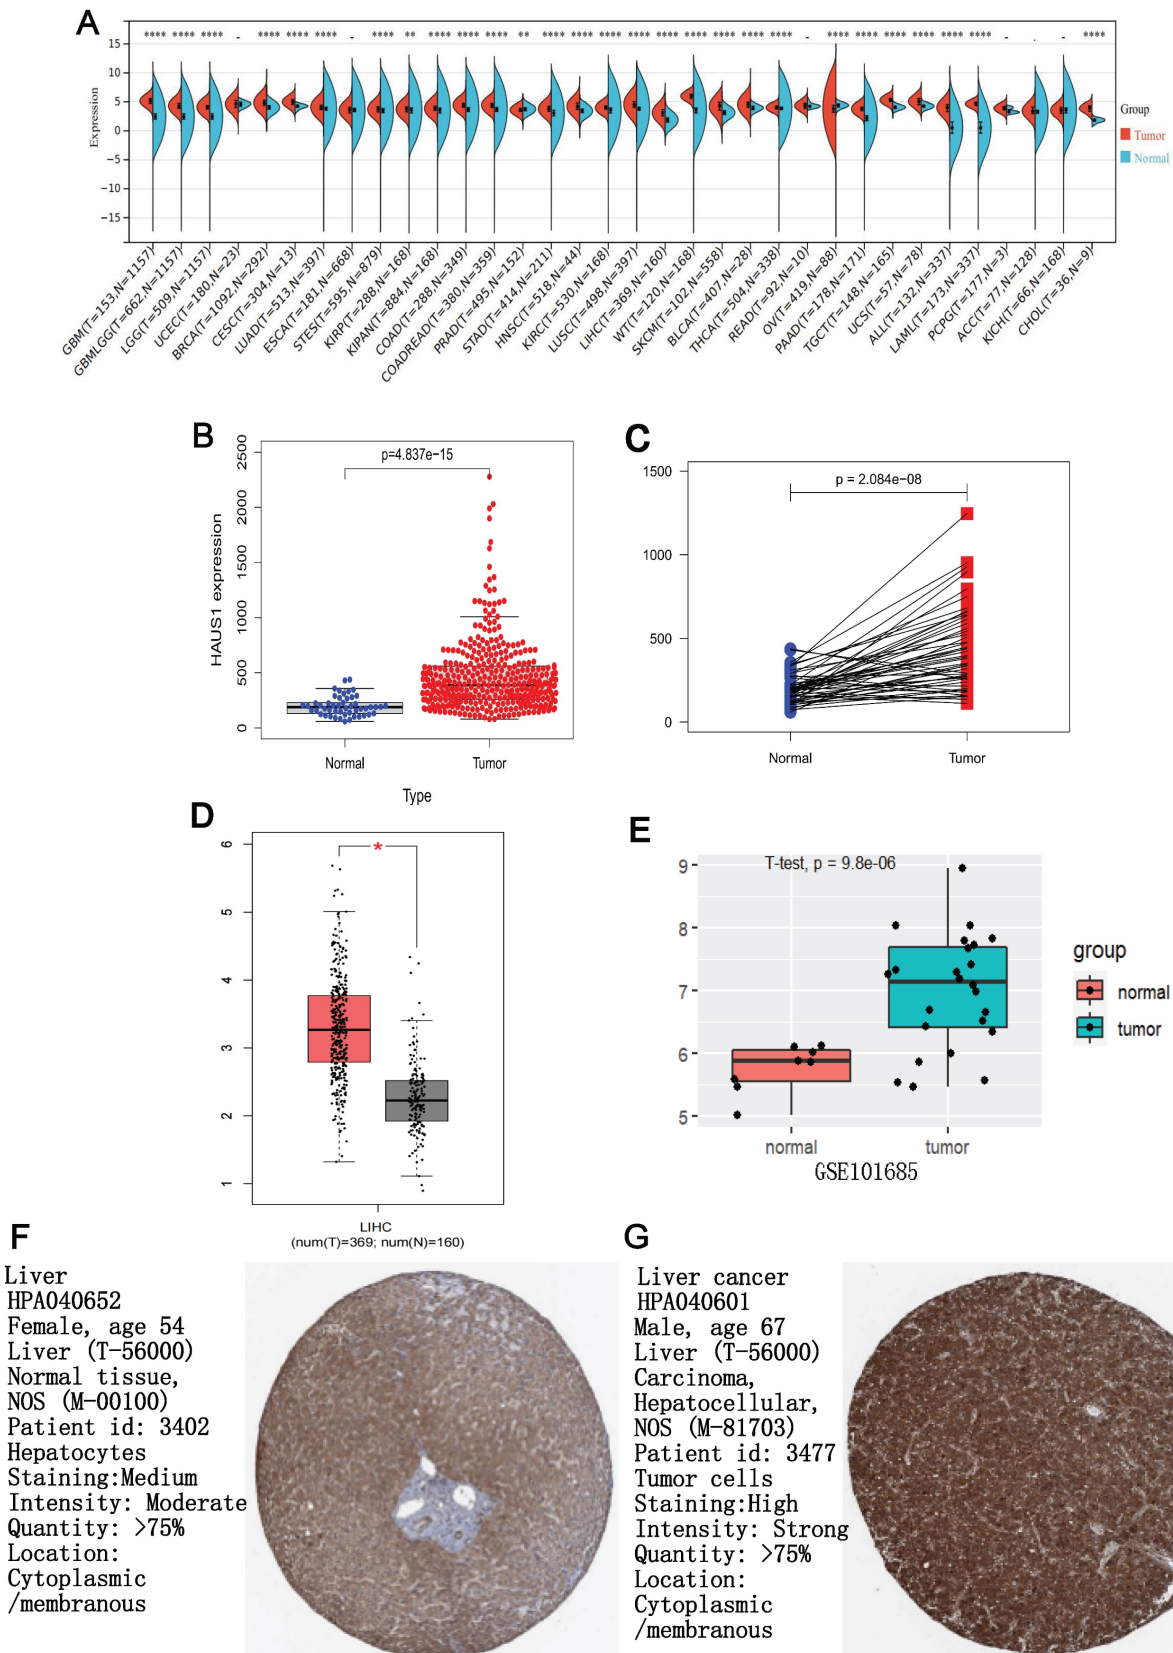 A
**** **** **** - **** **** **** - **** ** **** **** **** ** **** **** **** **** **** **** **** **** **** - **** **** **** **** **** - . - ****
Expression
15
10
5
0
−5
−10
−15
Group
Tumor
Normal
GBM(T=153,N=1157)
GBMLGG(T=662,N=1157)
LGG(T=509,N=1157)
UCEC(T=180,N=23)
BRCA(T=1092,N=292)
CESC(T=304,N=13)
LUAD(T=513,N=397)
ESCA(T=181,N=668)
STES(T=595,N=879)
KIRP(T=288,N=168)
KIPAN(T=884,N=168)
COAD(T=288,N=349)
COADREAD(T=380,N=359)
PRAD(T=495,N=152)
STAD(T=414,N=211)
HNSC(T=518,N=44)
KIRC(T=530,N=168)
LUSC(T=498,N=397)
LIHC(T=369,N=160)
WT(T=120,N=168)
SKCM(T=102,N=558)
BLCA(T=407,N=28)
THCA(T=504,N=338)
READ(T=92,N=10)
OV(T=419,N=88)
PAAD(T=178,N=171)
TGCT(T=148,N=165)
UCS(T=57,N=78)
ALL(T=132,N=337)
LAML(T=173,N=337)
PCPG(T=177,N=3)
ACC(T=77,N=128)
KICH(T=66,N=168)
CHOL(T=36,N=9)
B
HAUS1 expression
2500
2000
1500
1000
500
0
p=4.837e−15
Normal
Tumor
Type
C
1500
1000
500
0
p = 2.084e−08
Normal
Tumor
D
6
5
4
3
2
1
*
LIHC
(num(T)=369; num(N)=160)
E
9
8
7
6
5
T-test, p = 9.8e-06
normal
tumor
GSE101685
group
normal
tumor
F
Liver
HPA040652
Female, age 54
Liver (T-56000)
Normal tissue,
NOS (M-00100)
Patient id: 3402
Hepatocytes
Staining:Medium
Intensity: Moderate
Quantity: >75%
Location:
Cytoplasmic
/membranous
G
Liver cancer
HPA040601
Male, age 67
Liver (T-56000)
Carcinoma,
Hepatocellular,
NOS (M-81703)
Patient id: 3477
Tumor cells
Staining:High
Intensity: Strong
Quantity: >75%
Location:
Cytoplasmic
/membranous